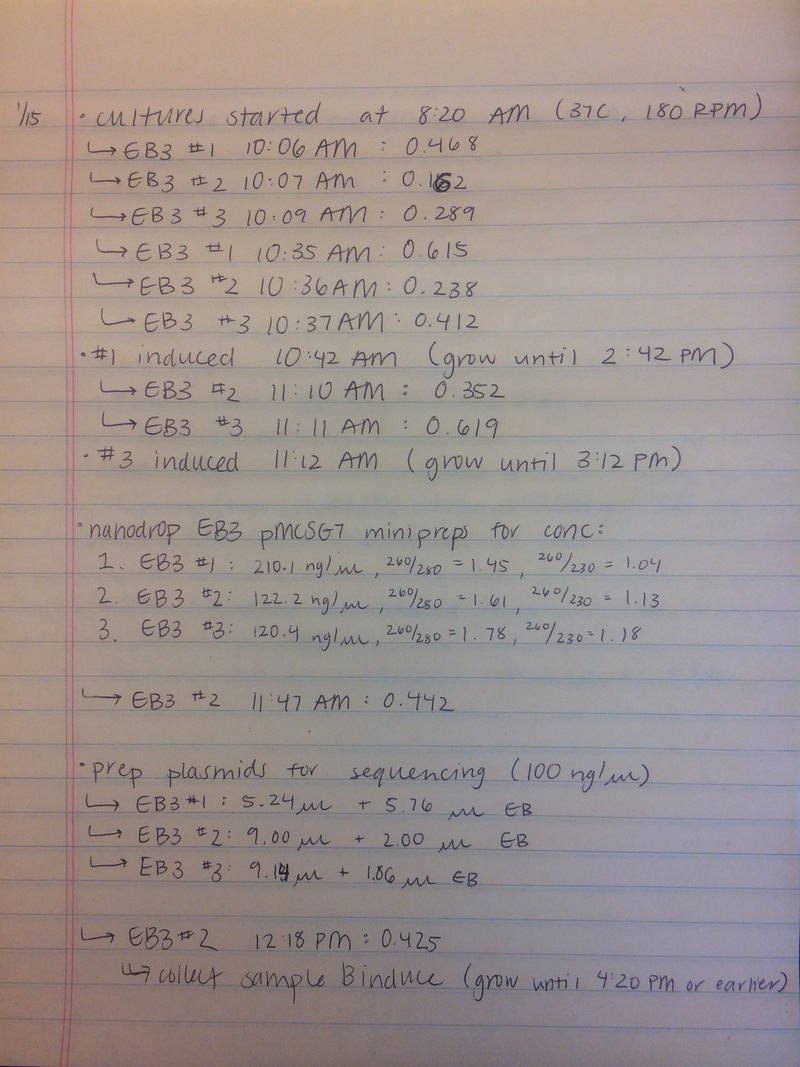 1/15 · cultures started at 8:20 AM (37C, 180 RPM)
↳ EB3 #1 10:06 AM : 0.468
↳ EB3 #2 10:07 AM : 0.162
↳ EB3 #3 10:09 AM : 0.289
↳ EB3 #1 10:35 AM : 0.615
↳ EB3 #2 10:36 AM : 0.238
↳ EB3 #3 10:37 AM : 0.412
· #1 induced 10:42 AM (grow until 2:42 PM)
↳ EB3 #2 11:10 AM : 0.352
↳ EB3 #3 11:11 AM : 0.619
· #3 induced 11:12 AM (grow until 3:12 PM)
· nanodrop EB3 pMCSG7 minipreps for conc:
1. EB3 #1 : 210.1 ng/µl, 260/280 = 1.45, 260/230 = 1.04
2. EB3 #2: 122.2 ng/µl, 260/280 = 1.61, 260/230 = 1.13
3. EB3 #3: 120.4 ng/µl, 260/280 = 1.78, 260/230 = 1.18
↳ EB3 #2 11:47 AM : 0.442
· prep plasmids for sequencing (100 ng/µl)
↳ EB3 #1 : 5.24 µl + 5.76 µl EB
↳ EB3 #2: 9.00 µl + 2.00 µl EB
↳ EB3 #3: 9.14 µl + 1.86 µl EB
↳ EB3 #2 12:18 PM : 0.425
↳ collect sample & induce (grow until 4:20 PM or earlier)